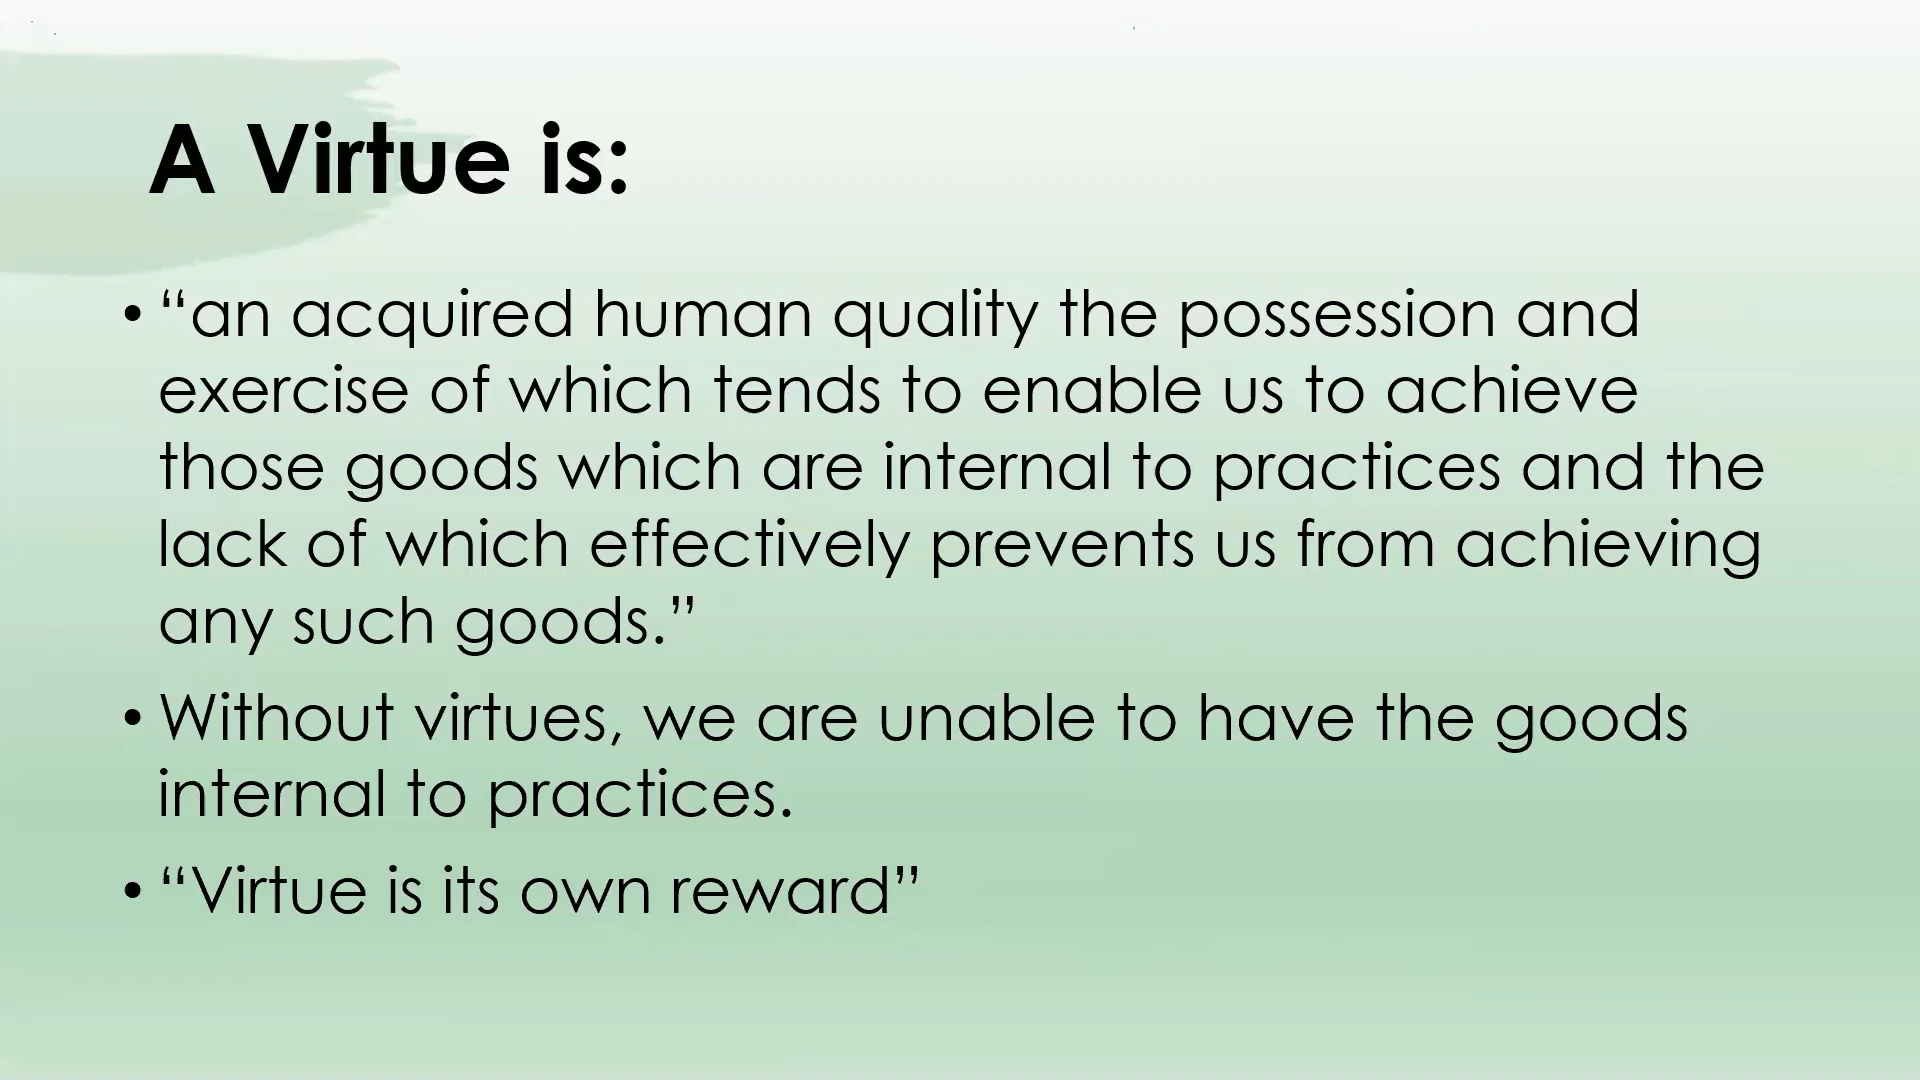 A Virtue is:
• “an acquired human quality the possession and
exercise of which tends to enable us to achieve
those goods which are internal to practices and the
lack of which effectively prevents us from achieving
any such goods.”
• Without virtues, we are unable to have the goods
internal to practices.
• “Virtue is its own reward”